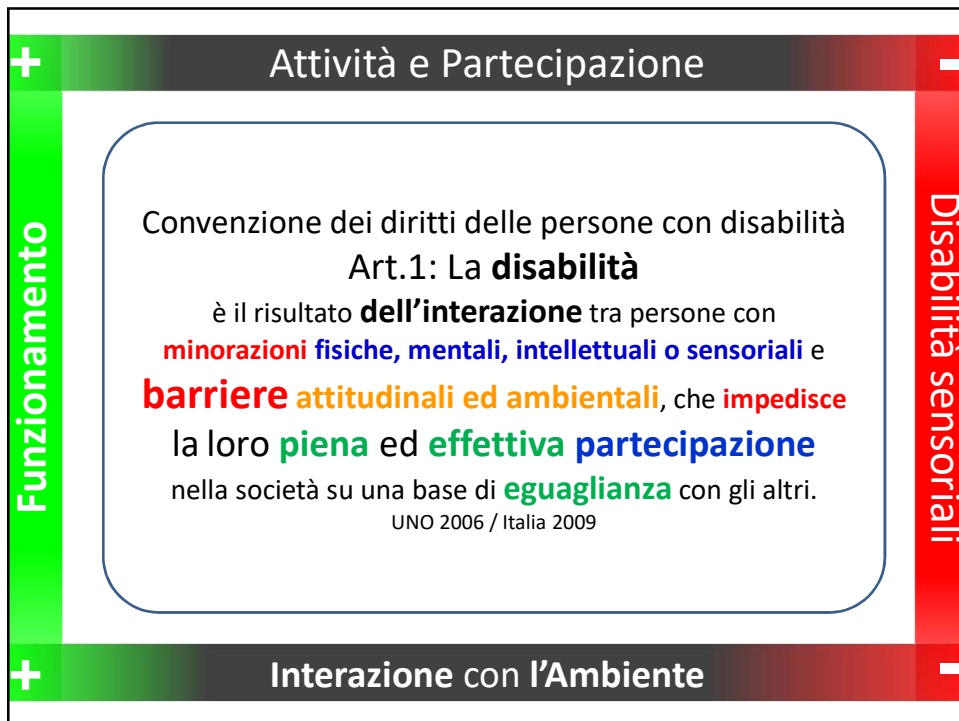 + Attività e Partecipazione -
Funzionamento
Convenzione dei diritti delle persone con disabilità
Art.1: La disabilità
è il risultato dell’interazione tra persone con
minorazioni fisiche, mentali, intellettuali o sensoriali e
barriere attitudinali ed ambientali, che impedisce
la loro piena ed effettiva partecipazione
nella società su una base di eguaglianza con gli altri.
UNO 2006 / Italia 2009
Disabilità sensoriali
+ Interazione con l’Ambiente -